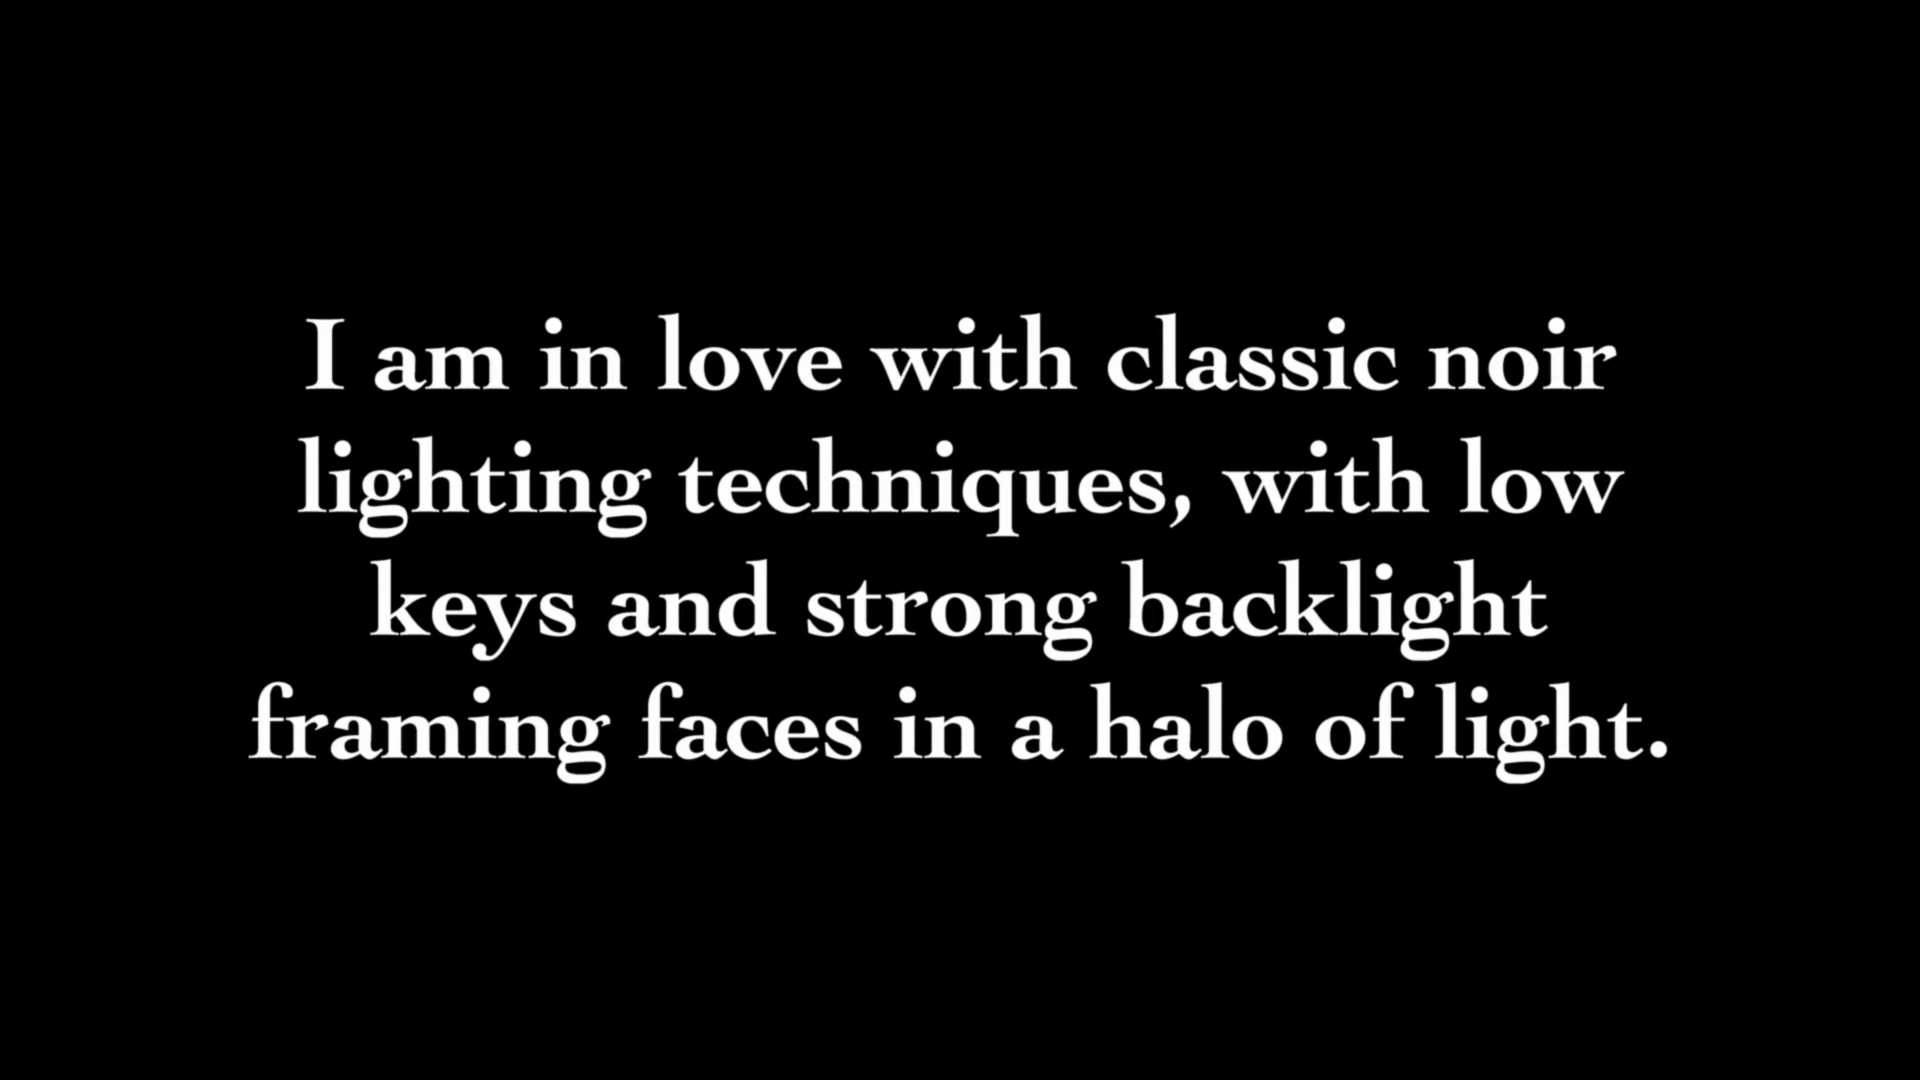 I am in love with classic noir
lighting techniques, with low
keys and strong backlight
framing faces in a halo of light.